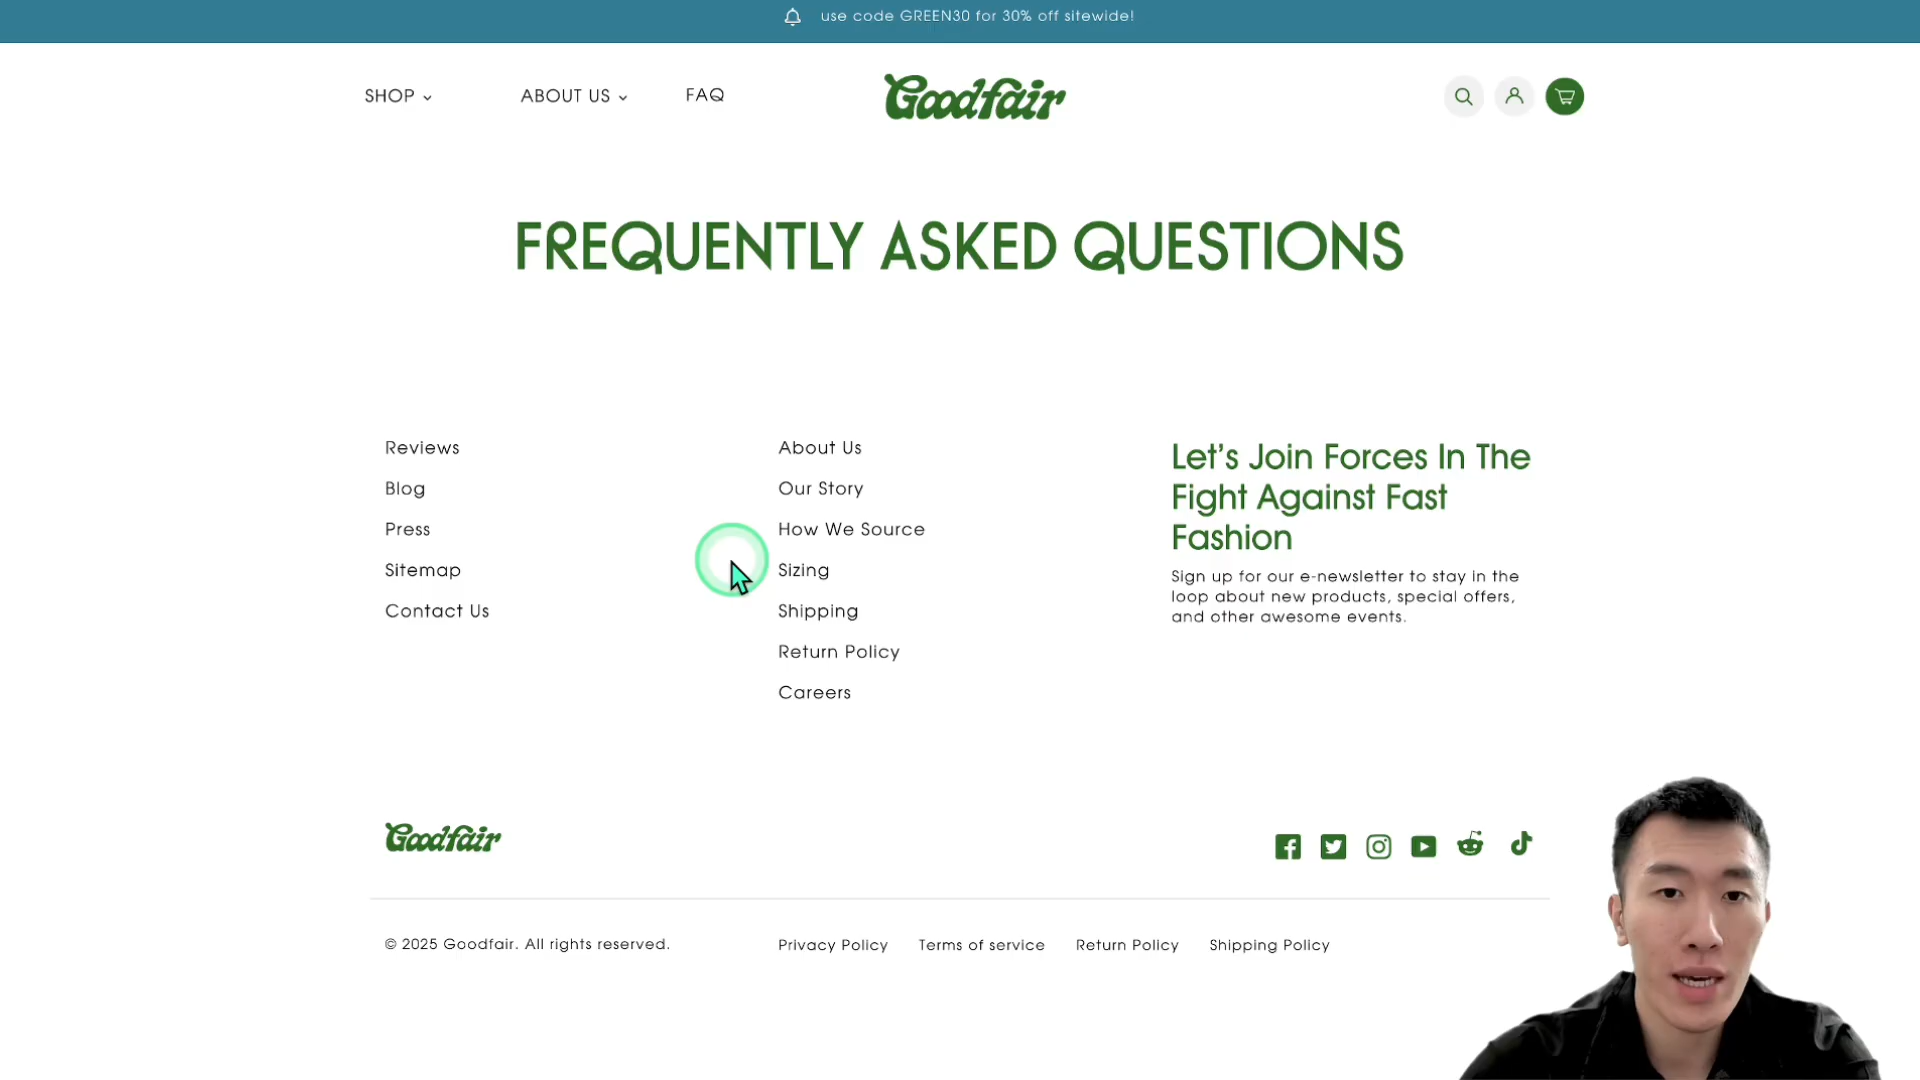 use code GREEN30 for 30% off sitewide!
SHOP
ABOUT US
FAQ
Goodfair
FREQUENTLY ASKED QUESTIONS
Reviews
Blog
Press
Sitemap
Contact Us
About Us
Our Story
How We Source
Sizing
Shipping
Return Policy
Careers
Let's Join Forces In The
Fight Against Fast
Fashion
Sign up for our e-newsletter to stay in the
loop about new products, special offers,
and other awesome events.
Goodfair
© 2025 Goodfair. All rights reserved.
Privacy Policy
Terms of service
Return Policy
Shipping Policy